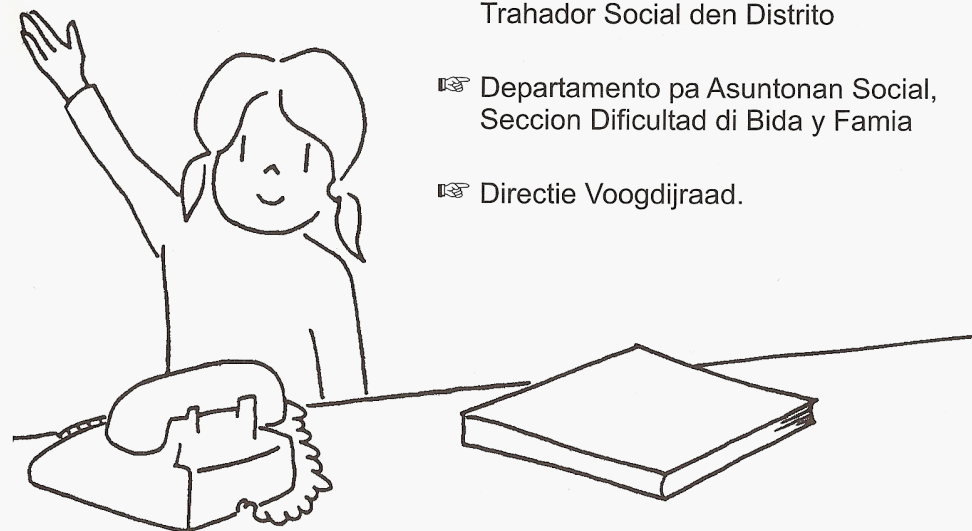 Trahador Social den Distrito
☞ Departamento pa Asuntonan Social,
Seccion Dificultad di Bida y Famia
☞ Directie Voogdijraad.